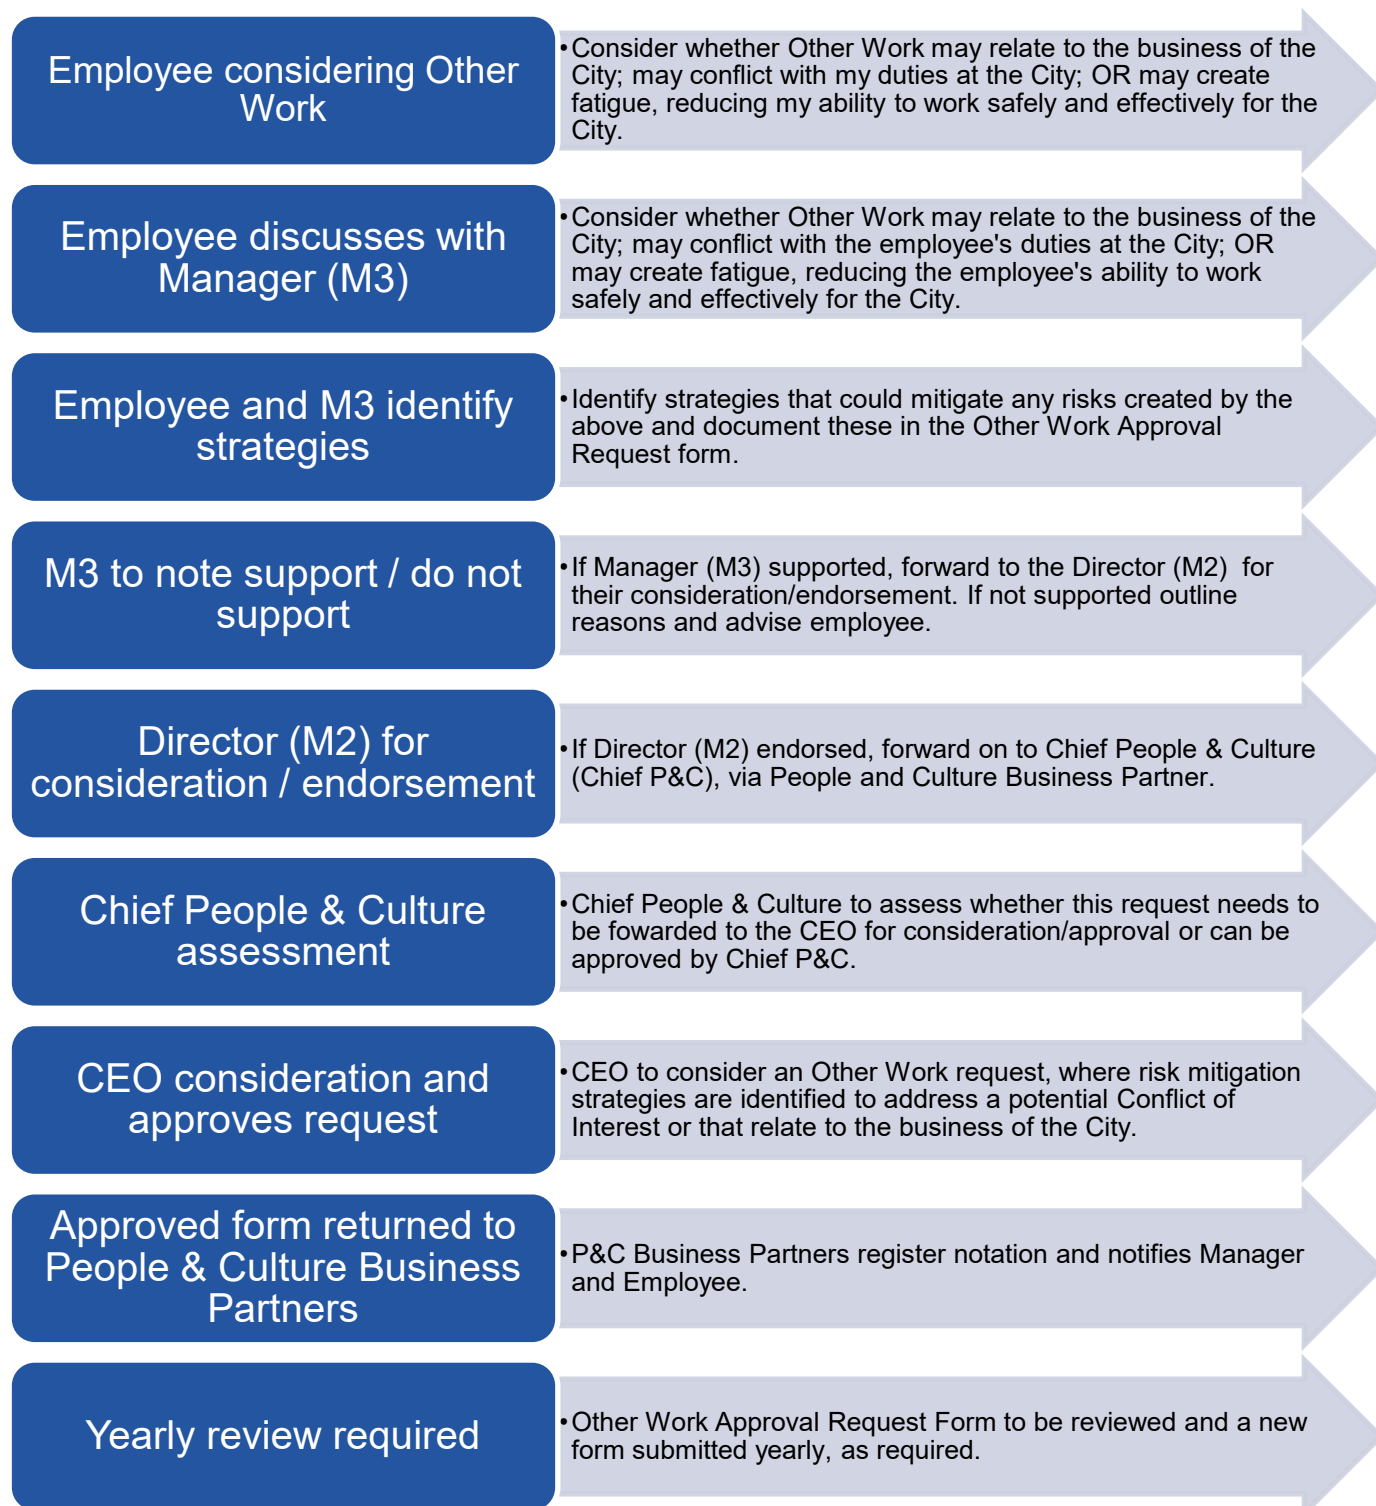 Employee considering Other
Work
•Consider whether Other Work may relate to the business of the
City; may conflict with my duties at the City; OR may create
fatigue, reducing my ability to work safely and effectively for the
City.
Employee discusses with
Manager (M3)
•Consider whether Other Work may relate to the business of the
City; may conflict with the employee's duties at the City; OR
may create fatigue, reducing the employee's ability to work
safely and effectively for the City.
Employee and M3 identify
strategies
•Identify strategies that could mitigate any risks created by the
above and document these in the Other Work Approval
Request form.
M3 to note support / do not
support
•If Manager (M3) supported, forward to the Director (M2) for
their consideration/endorsement. If not supported outline
reasons and advise employee.
Director (M2) for
consideration / endorsement
•If Director (M2) endorsed, forward on to Chief People & Culture
(Chief P&C), via People and Culture Business Partner.
Chief People & Culture
assessment
•Chief People & Culture to assess whether this request needs to
be fowarded to the CEO for consideration/approval or can be
approved by Chief P&C.
CEO consideration and
approves request
•CEO to consider an Other Work request, where risk mitigation
strategies are identified to address a potential Conflict of
Interest or that relate to the business of the City.
Approved form returned to
People & Culture Business
Partners
•P&C Business Partners register notation and notifies Manager
and Employee.
Yearly review required
•Other Work Approval Request Form to be reviewed and a new
form submitted yearly, as required.